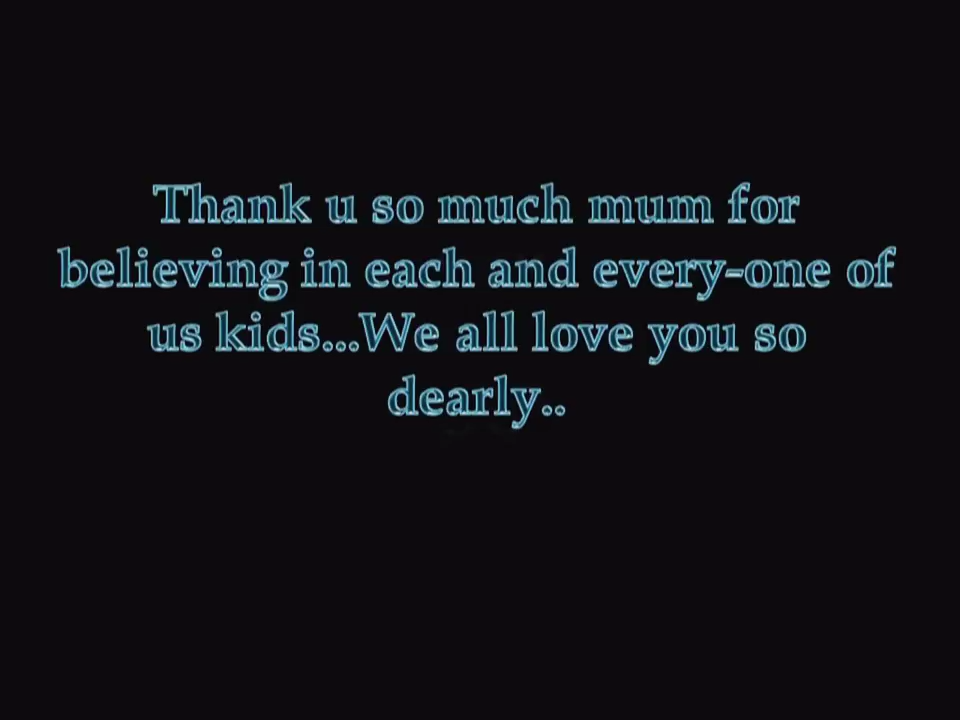 Thank u so much mum for
believing in each and every-one of
us kids...We all love you so
dearly..